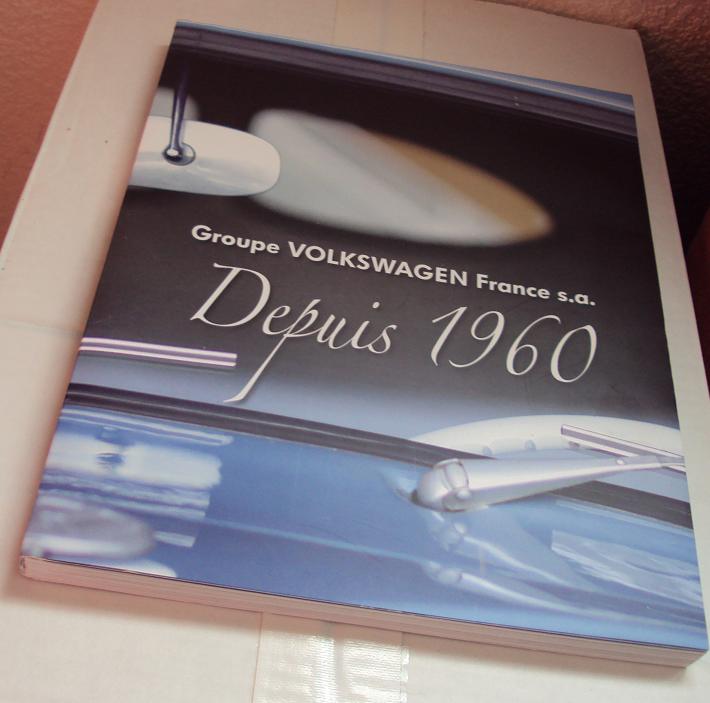 Groupe VOLKSWAGEN France s.a.
Depuis 1960